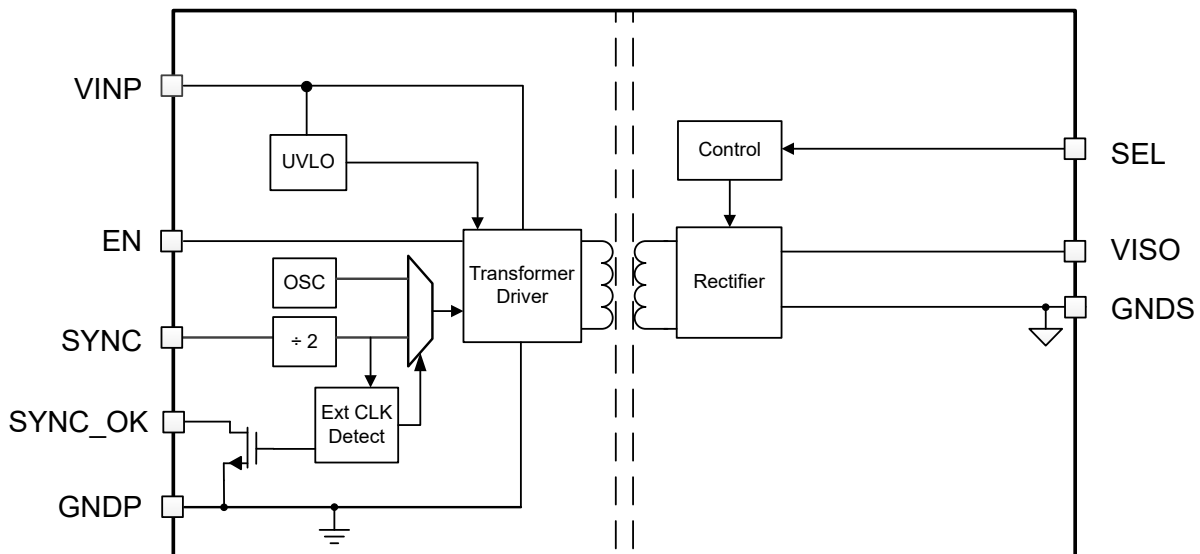 VINP
UVLO
Control
SEL
EN
Transformer
Driver
Rectifier
VISO
OSC
GNDS
SYNC
÷ 2
SYNC_OK
Ext CLK
Detect
GNDP